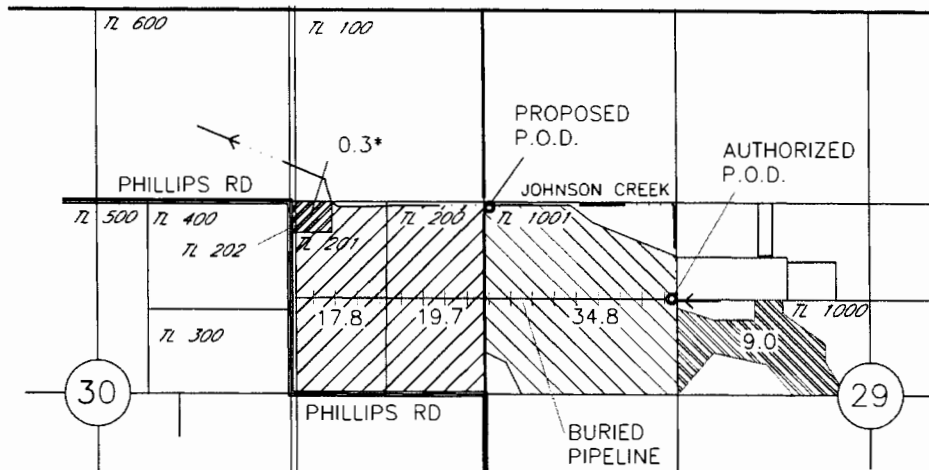 TL 600
TL 100
PROPOSED
P.O.D.
0.3*
AUTHORIZED
P.O.D.
PHILLIPS RD
JOHNSON CREEK
TL 500
TL 400
TL 200
TL 1001
TL 202
TL 201
17.8
19.7
34.8
TL 1000
TL 300
9.0
30
29
PHILLIPS RD
BURIED
PIPELINE